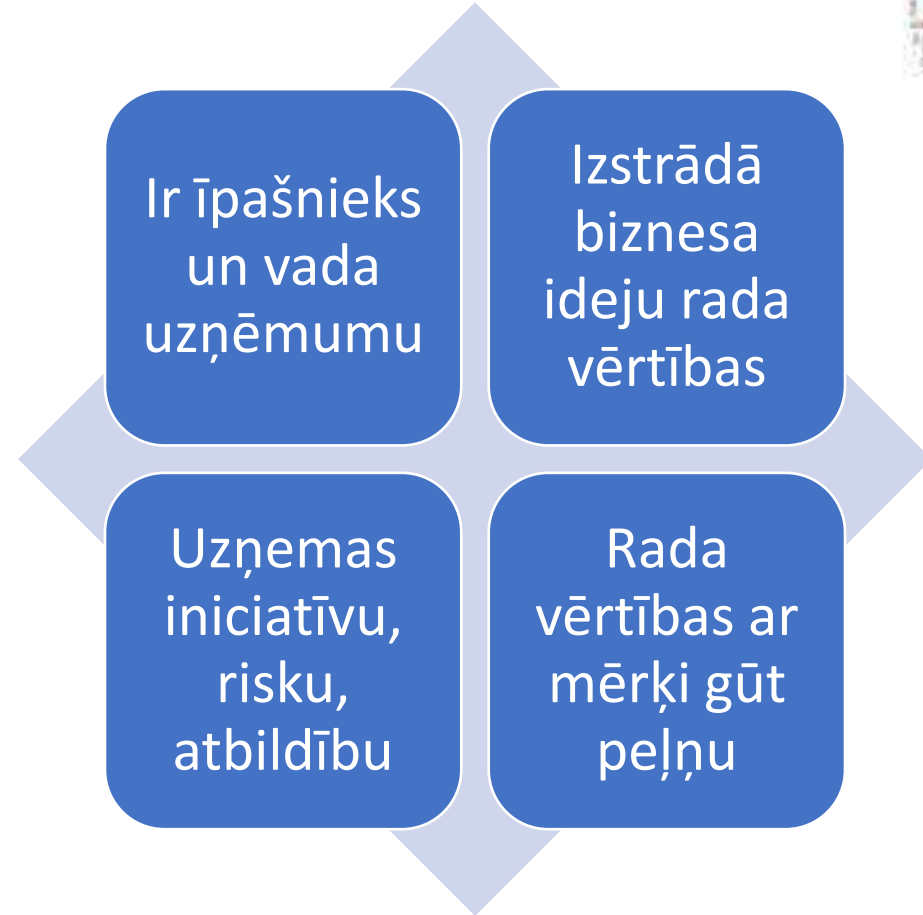 Ir īpašnieks
un vada
uzņēmumu
Izstrādā
biznesa
ideju rada
vērtības
Uzņemas
iniciatīvu,
risku,
atbildību
Rada
vērtības ar
mērķi gūt
peļņu